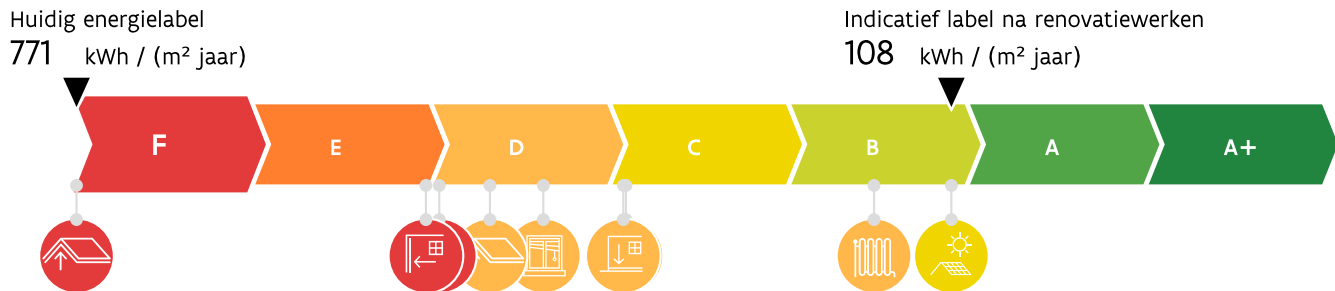 Huidig energielabel
771 kWh / (m² jaar)
Indicatief label na renovatiewerken
108 kWh / (m² jaar)
F E D C B A A+